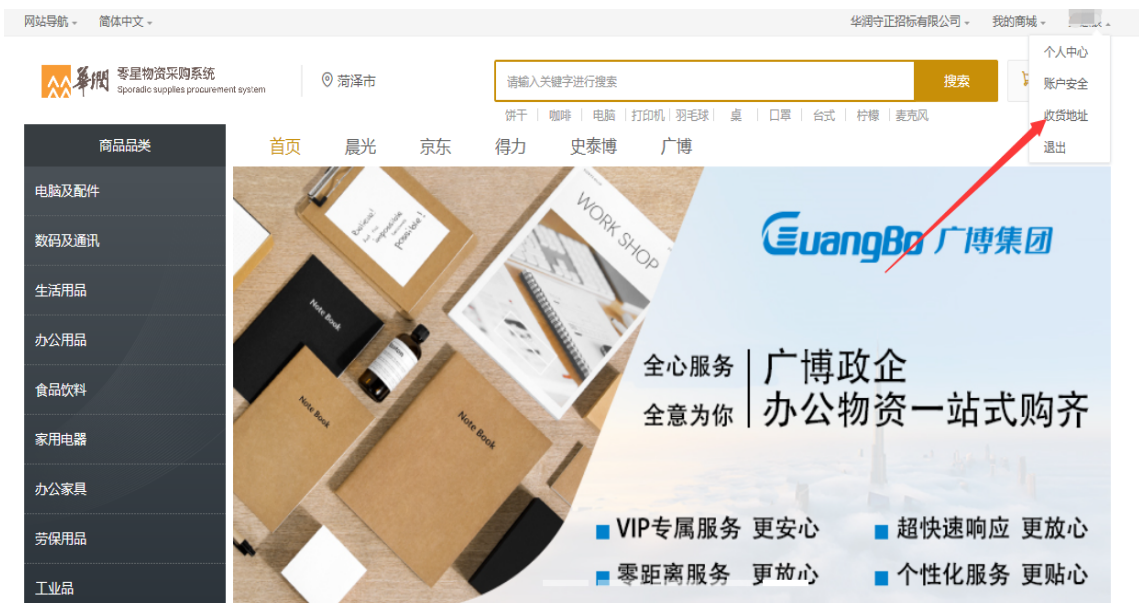 网站导航 简体中文 华润守正招标有限公司 我的商城
个人中心
账户安全
收货地址
退出
華润 零星物资采购系统
Sporadic supplies procurement system
菏泽市
请输入关键字进行搜索 搜索
饼干 咖啡 电脑 打印机 羽毛球 桌 口罩 台式 柠檬 麦克风
商品品类 首页 晨光 京东 得力 史泰博 广博
电脑及配件
数码及通讯
生活用品
办公用品
食品饮料
家用电器
办公家具
劳保用品
工业品
Believe!
possible!
WORK SHOP
Note Book
Note Book
Note Book
GuangBo 广博集团
全心服务 广博政企
全意为你 办公物资一站式购齐
VIP专属服务 更安心 超快速响应 更放心
零距离服务 更放心 个性化服务 更贴心